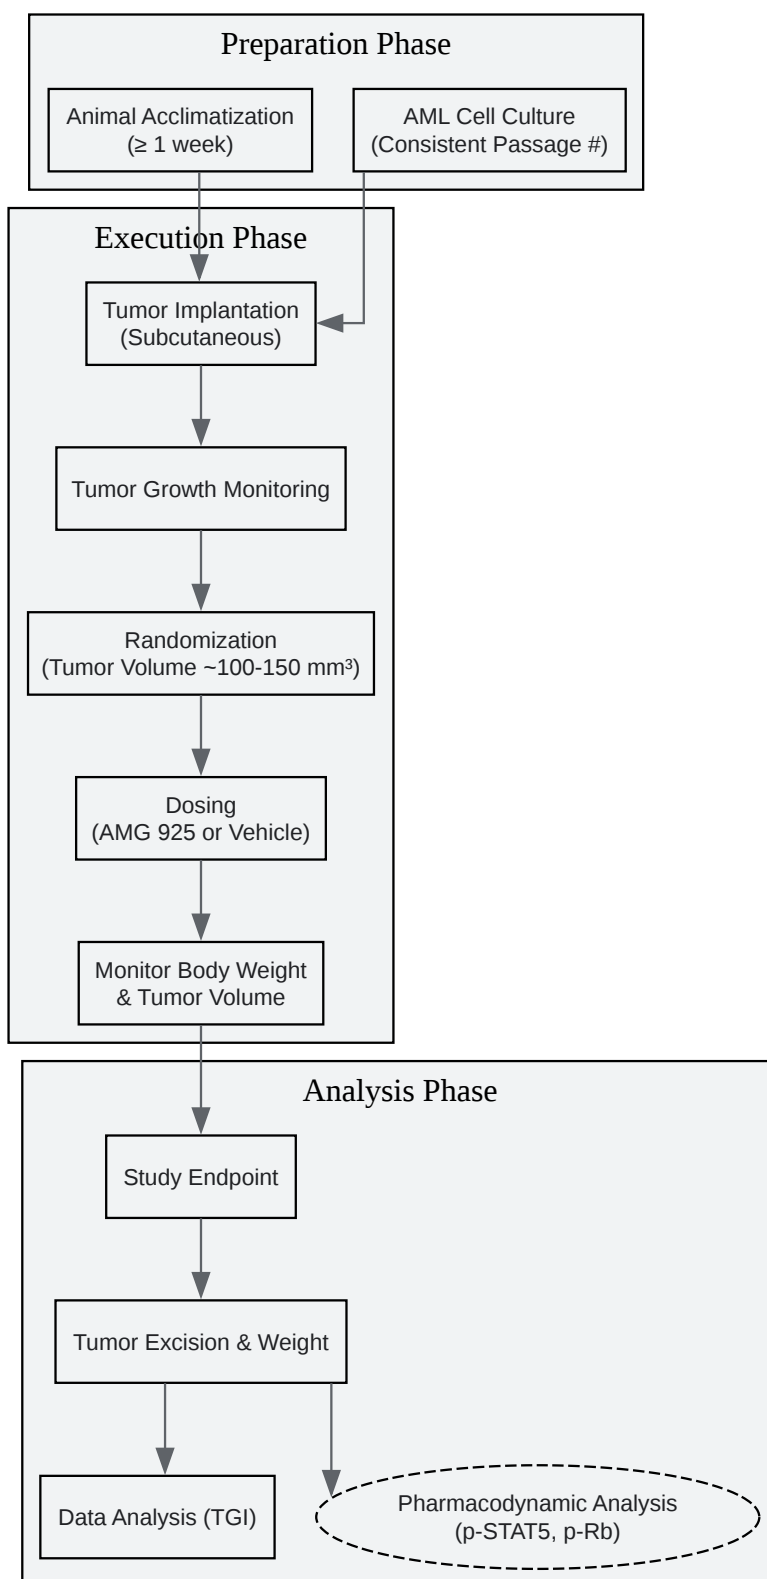 Preparation Phase
Animal Acclimatization
(≥ 1 week)
AML Cell Culture
(Consistent Passage #)
Execution Phase
Tumor Implantation
(Subcutaneous)
Tumor Growth Monitoring
Randomization
(Tumor Volume ~100-150 mm³)
Dosing
(AMG 925 or Vehicle)
Monitor Body Weight
& Tumor Volume
Analysis Phase
Study Endpoint
Tumor Excision & Weight
Data Analysis (TGI)
Pharmacodynamic Analysis
(p-STAT5, p-Rb)